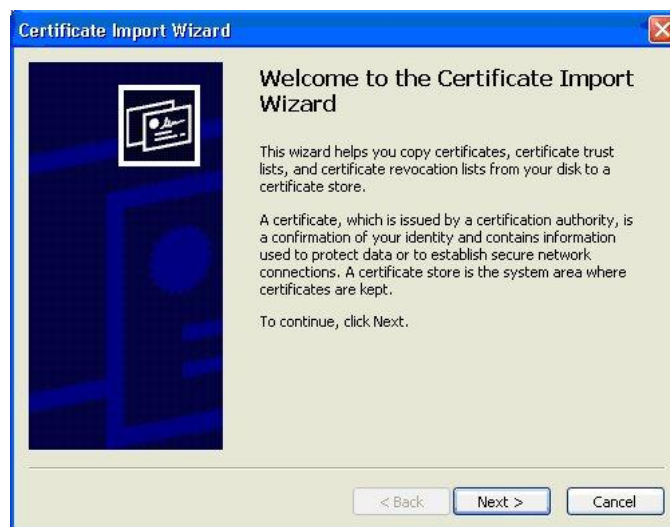 Certificate Import Wizard
Welcome to the Certificate Import
Wizard
This wizard helps you copy certificates, certificate trust
lists, and certificate revocation lists from your disk to a
certificate store.
A certificate, which is issued by a certification authority, is
a confirmation of your identity and contains information
used to protect data or to establish secure network
connections. A certificate store is the system area where
certificates are kept.
To continue, click Next.
< Back Next > Cancel